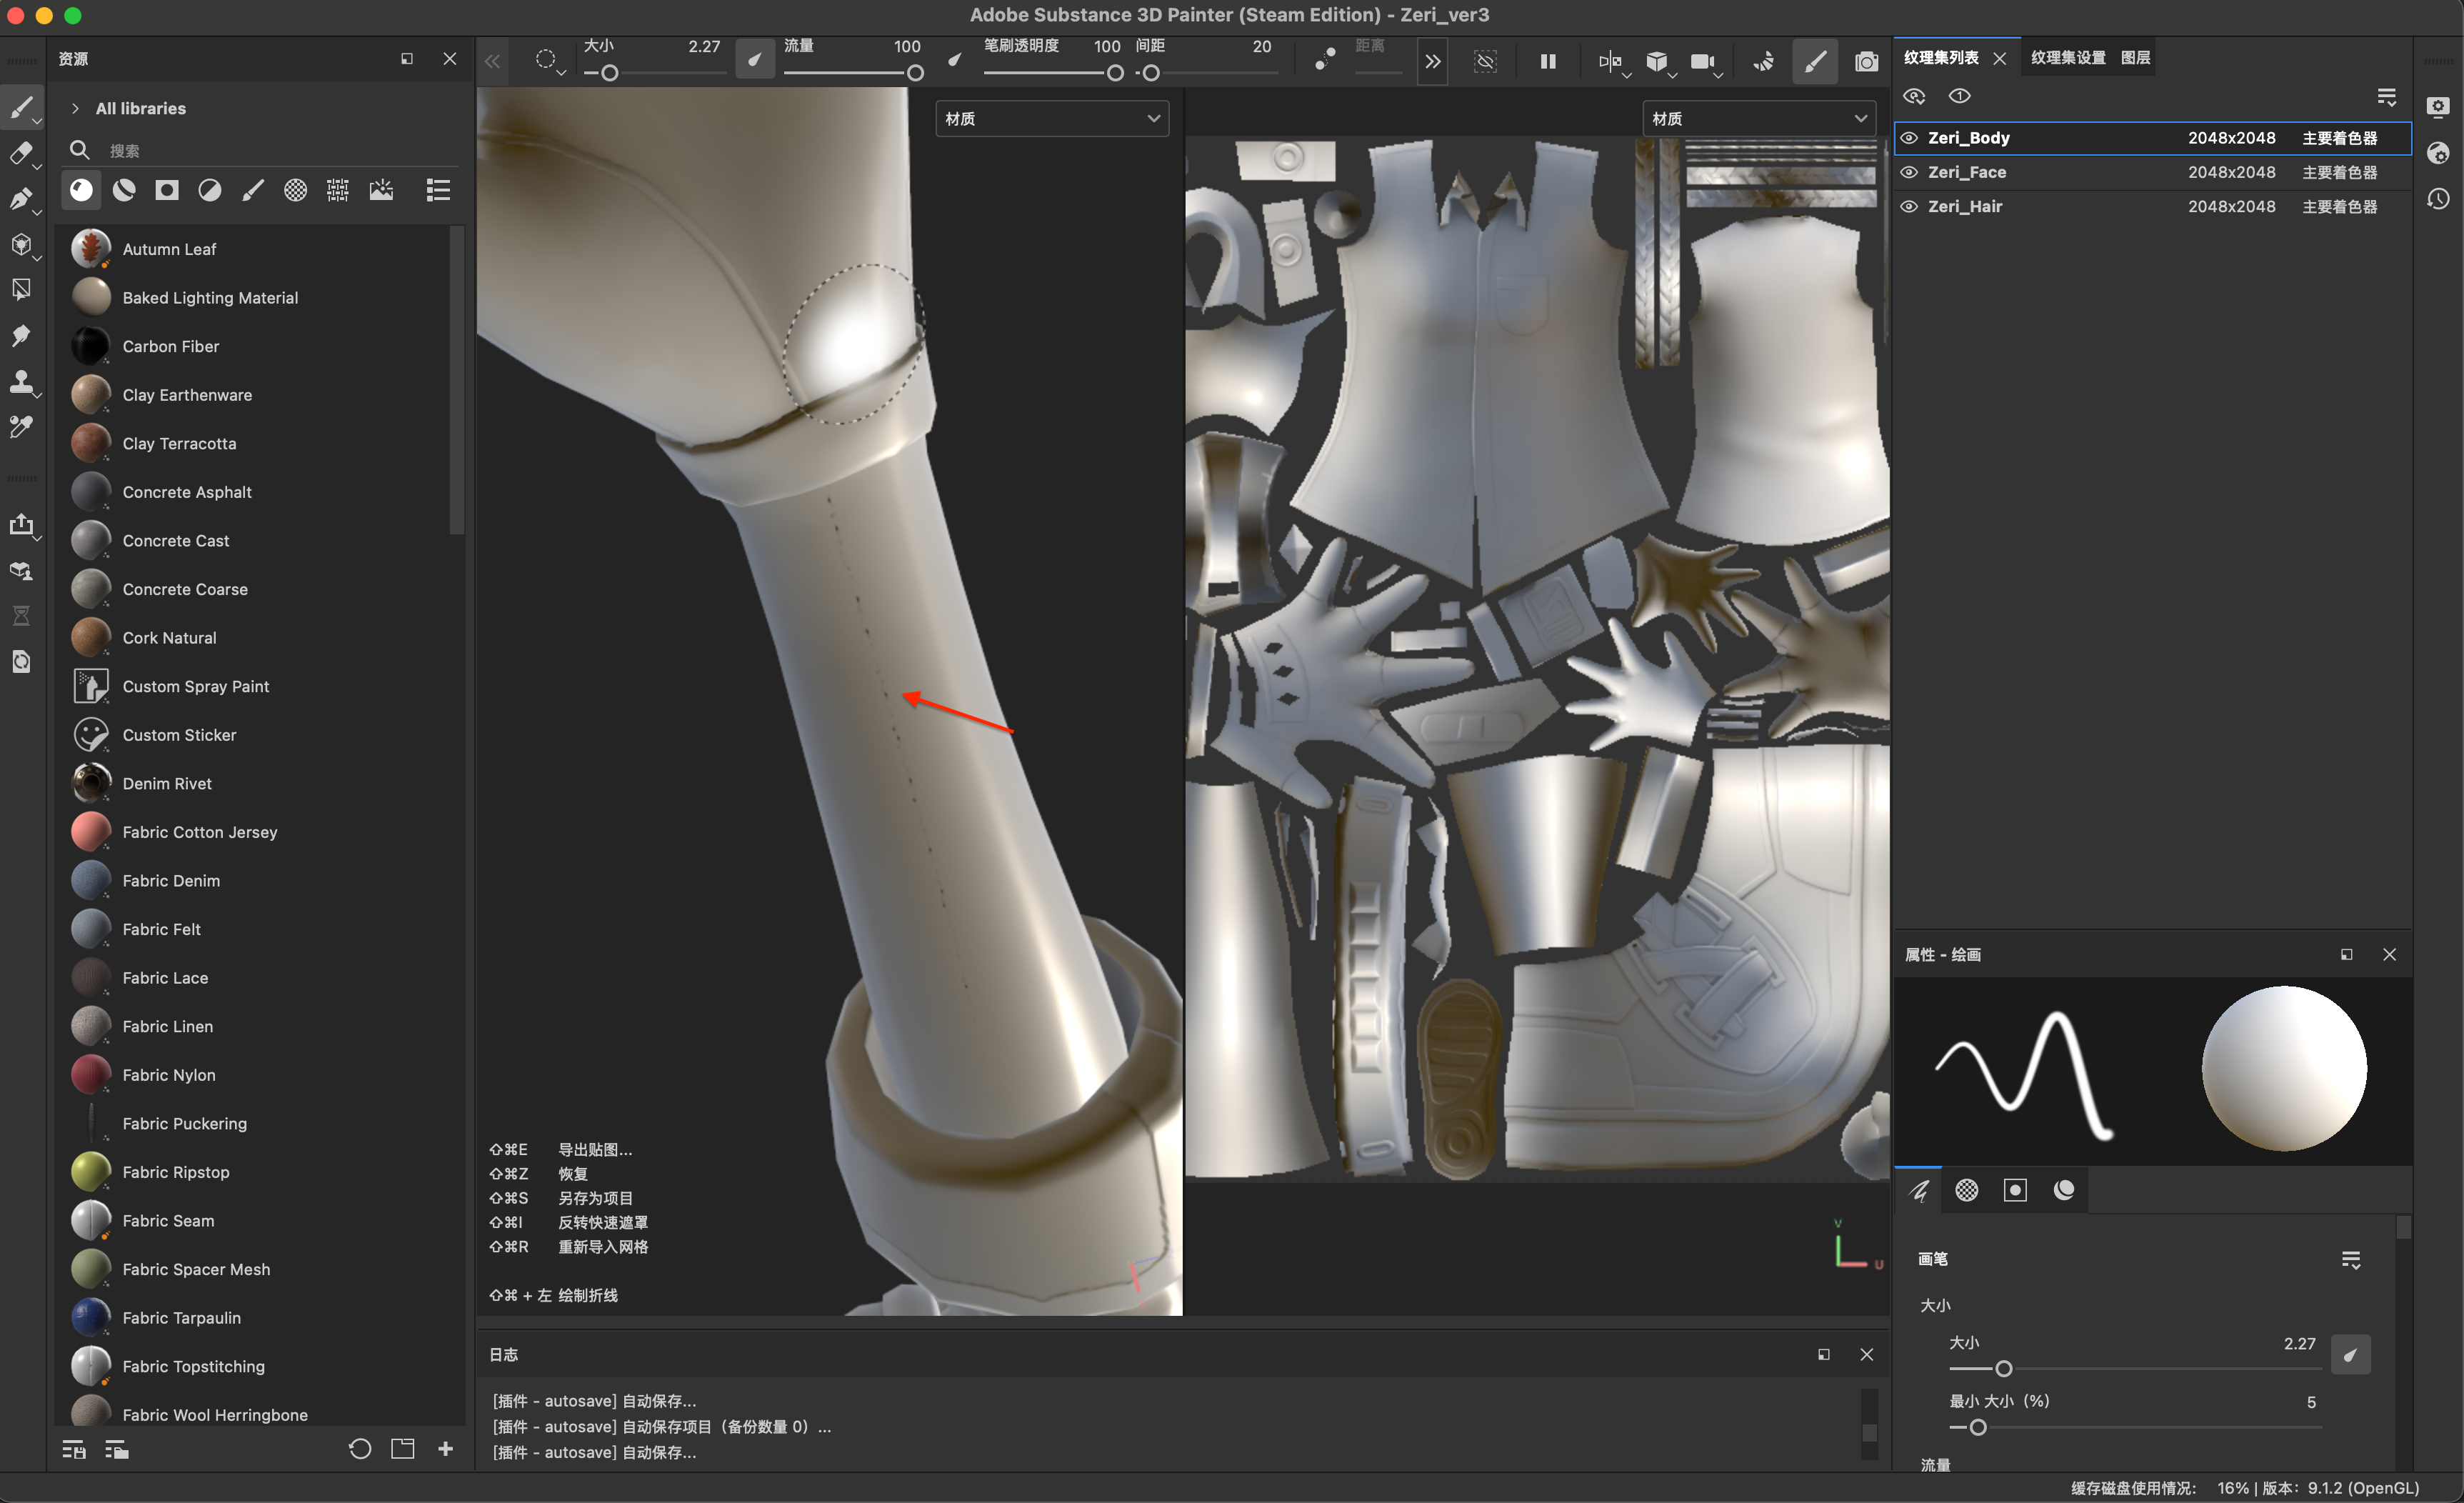 Adobe Substance 3D Painter (Steam Edition) - Zeri_ver3
资源
All libraries
搜索
Autumn Leaf
Baked Lighting Material
Carbon Fiber
Clay Earthenware
Clay Terracotta
Concrete Asphalt
Concrete Cast
Concrete Coarse
Cork Natural
Custom Spray Paint
Custom Sticker
Denim Rivet
Fabric Cotton Jersey
Fabric Denim
Fabric Felt
Fabric Lace
Fabric Linen
Fabric Nylon
Fabric Puckering
Fabric Ripstop
Fabric Seam
Fabric Spacer Mesh
Fabric Tarpaulin
Fabric Topstitching
Fabric Wool Herringbone
大小 2.27 流量 100 笔刷透明度 100 间距 20 距离
材质
材质
⇧⌘E 导出贴图...
⇧⌘Z 恢复
⇧⌘S 另存为项目
⇧⌘I 反转快速遮罩
⇧⌘R 重新导入网格
⇧⌘ + 左 绘制折线
V
U
日志
[插件 - autosave] 自动保存...
[插件 - autosave] 自动保存项目（备份数量 0）...
[插件 - autosave] 自动保存...
纹理集列表 纹理集设置 图层
Zeri_Body 2048x2048 主要着色器
Zeri_Face 2048x2048 主要着色器
Zeri_Hair 2048x2048 主要着色器
属性 - 绘画
画笔
大小
大小 2.27
最小 大小（%） 5
流量
缓存磁盘使用情况: 16% | 版本: 9.1.2 (OpenGL)